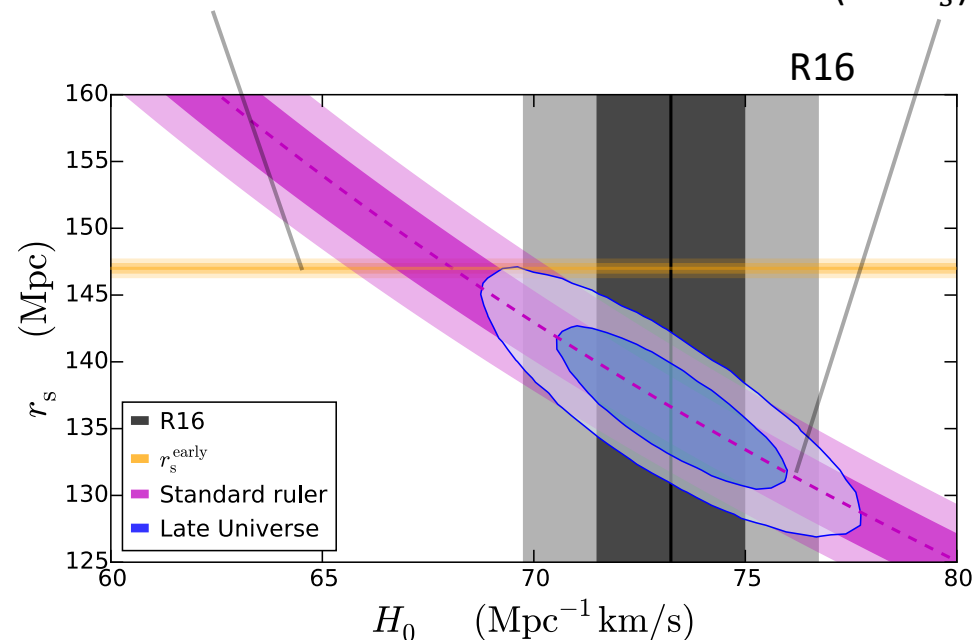 R16
160
155
150
145
140
135
130
125
r_s (Mpc)
R16
r_s^early
Standard ruler
Late Universe
60 65 70 75 80
H_0 (Mpc^-1 km/s)